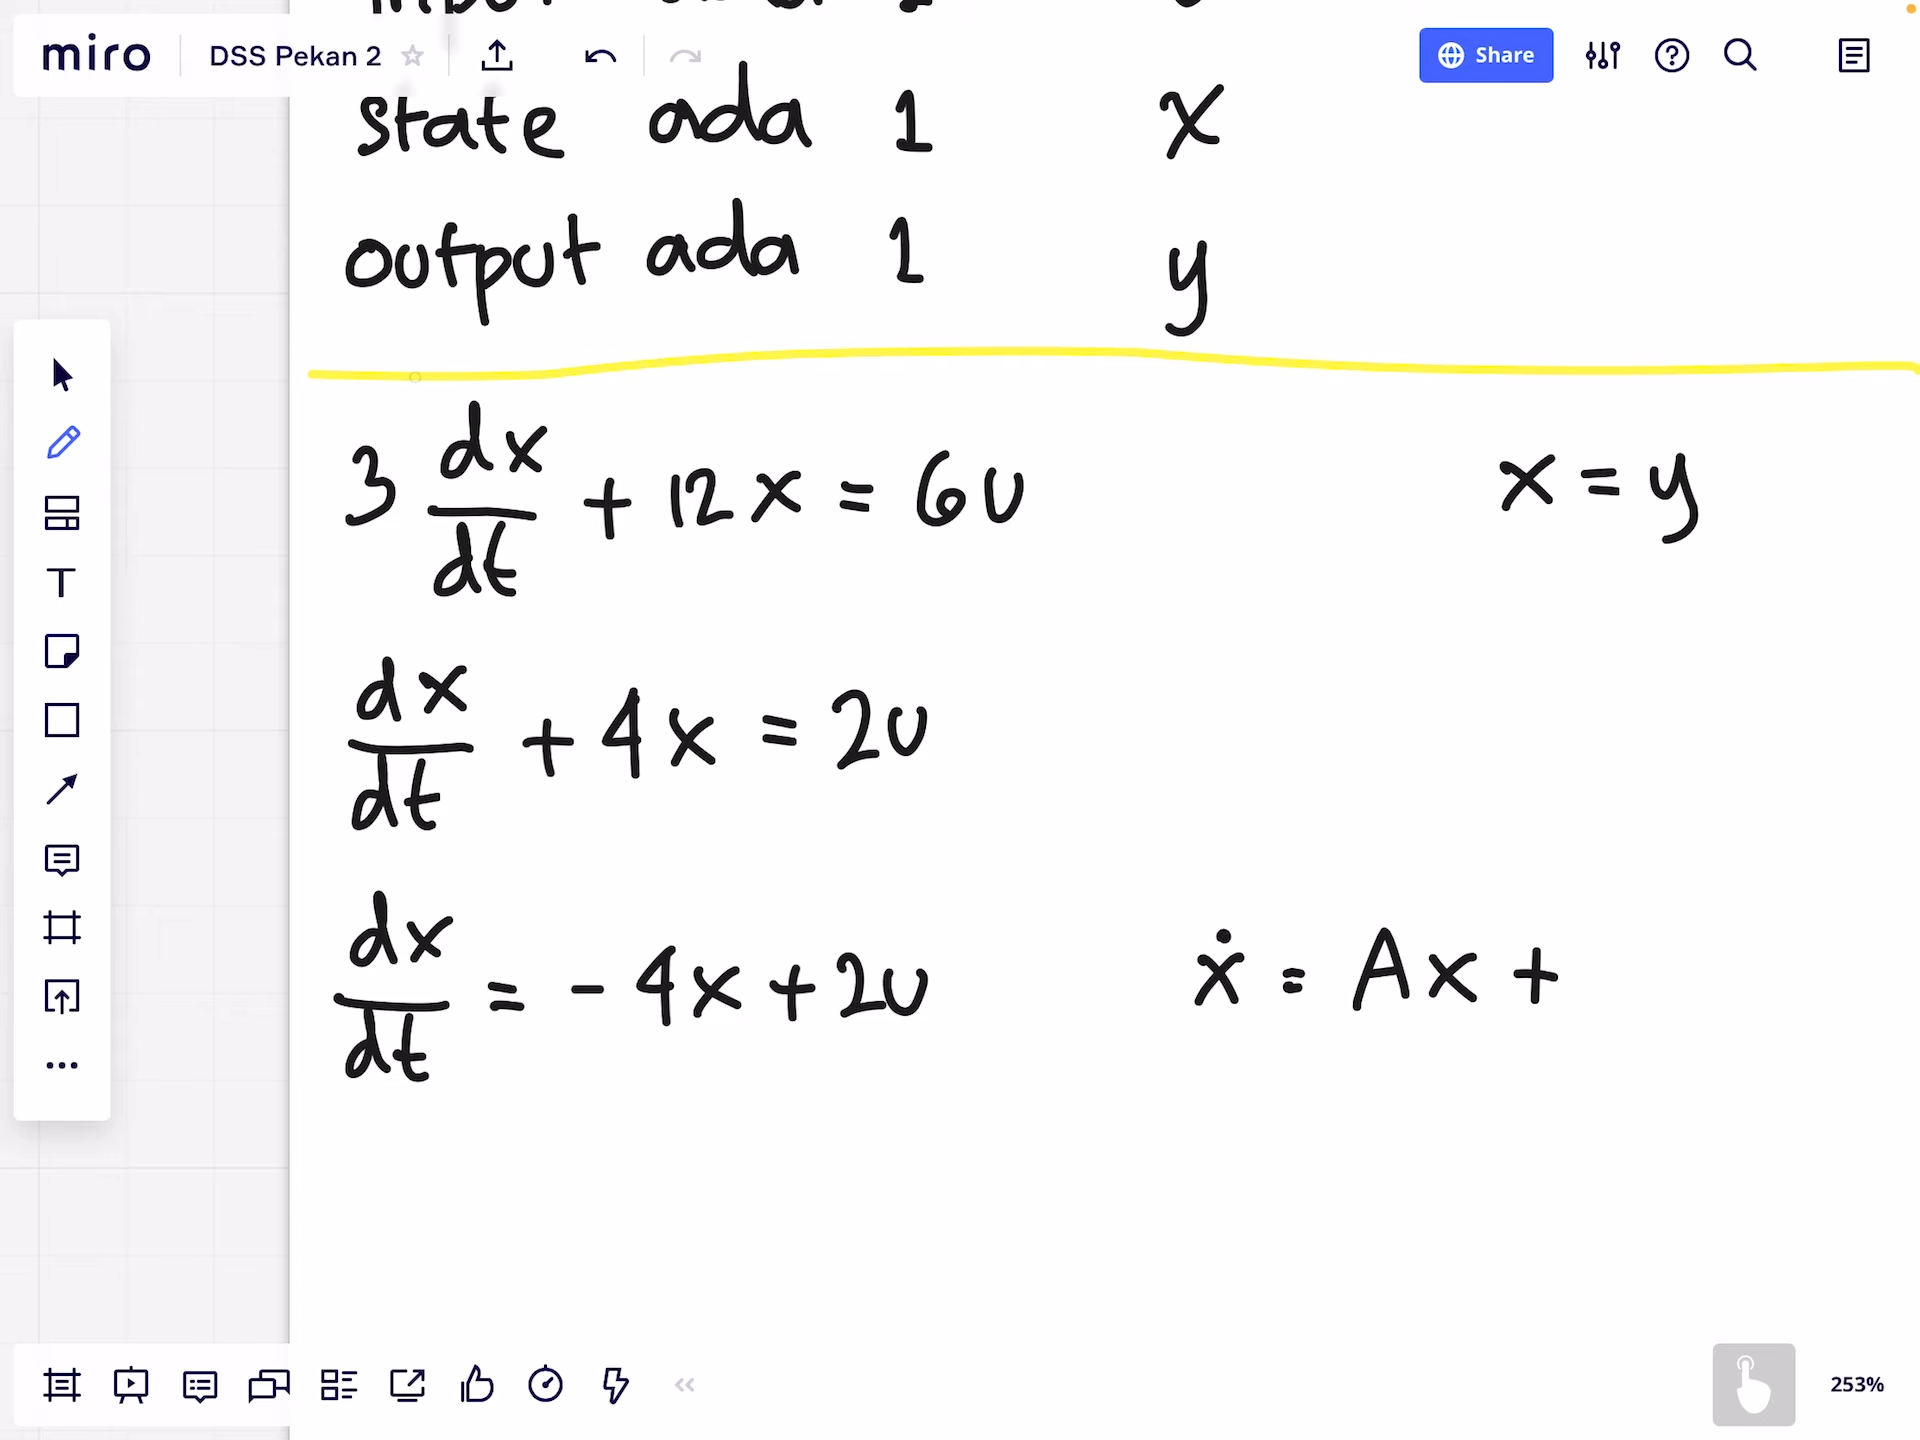 miro DSS Pekan 2 Share
state ada 1 x
output ada 1 y
3 dx/dt + 12x = 6u x = y
dx/dt + 4x = 2u
dx/dt = - 4x + 2u ẋ = Ax +
T
253%